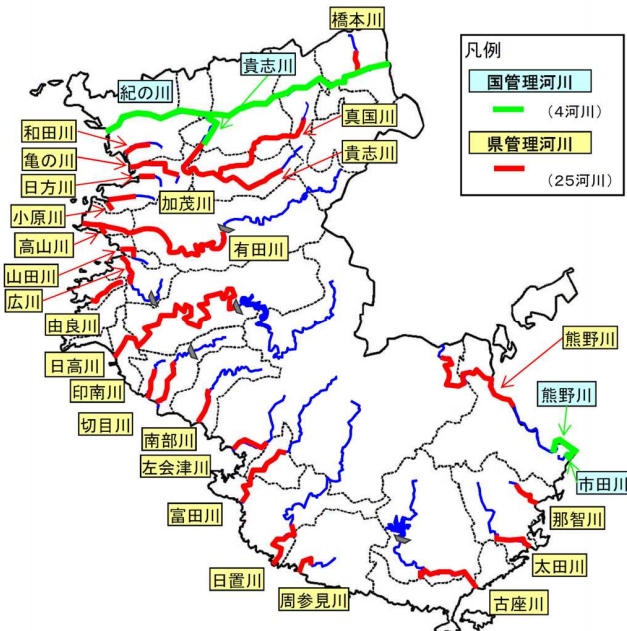 橋本川
貴志川
紀の川
凡例
国管理河川
(4河川)
県管理河川
(25河川)
和田川
真国川
亀の川
貴志川
日方川
加茂川
小原川
有田川
高山川
山田川
広川
由良川
日高川
印南川
切目川
南部川
左会津川
富田川
日置川
周参見川
熊野川
熊野川
市田川
那智川
太田川
古座川